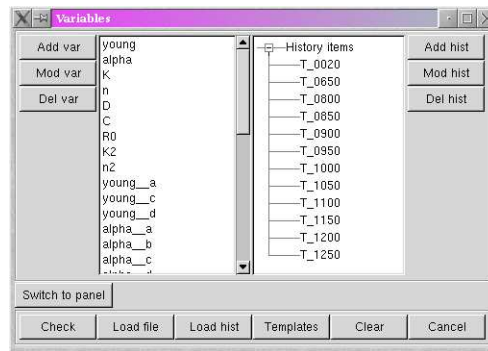 Variables
Add var
Mod var
Del var
young
alpha
K
n
D
C
R0
K2
n2
young__a
young__c
young__d
alpha__a
alpha__b
alpha__c
History items
T_0020
T_0650
T_0800
T_0850
T_0900
T_0950
T_1000
T_1050
T_1100
T_1150
T_1200
T_1250
Add hist
Mod hist
Del hist
Switch to panel
Check Load file Load hist Templates Clear Cancel